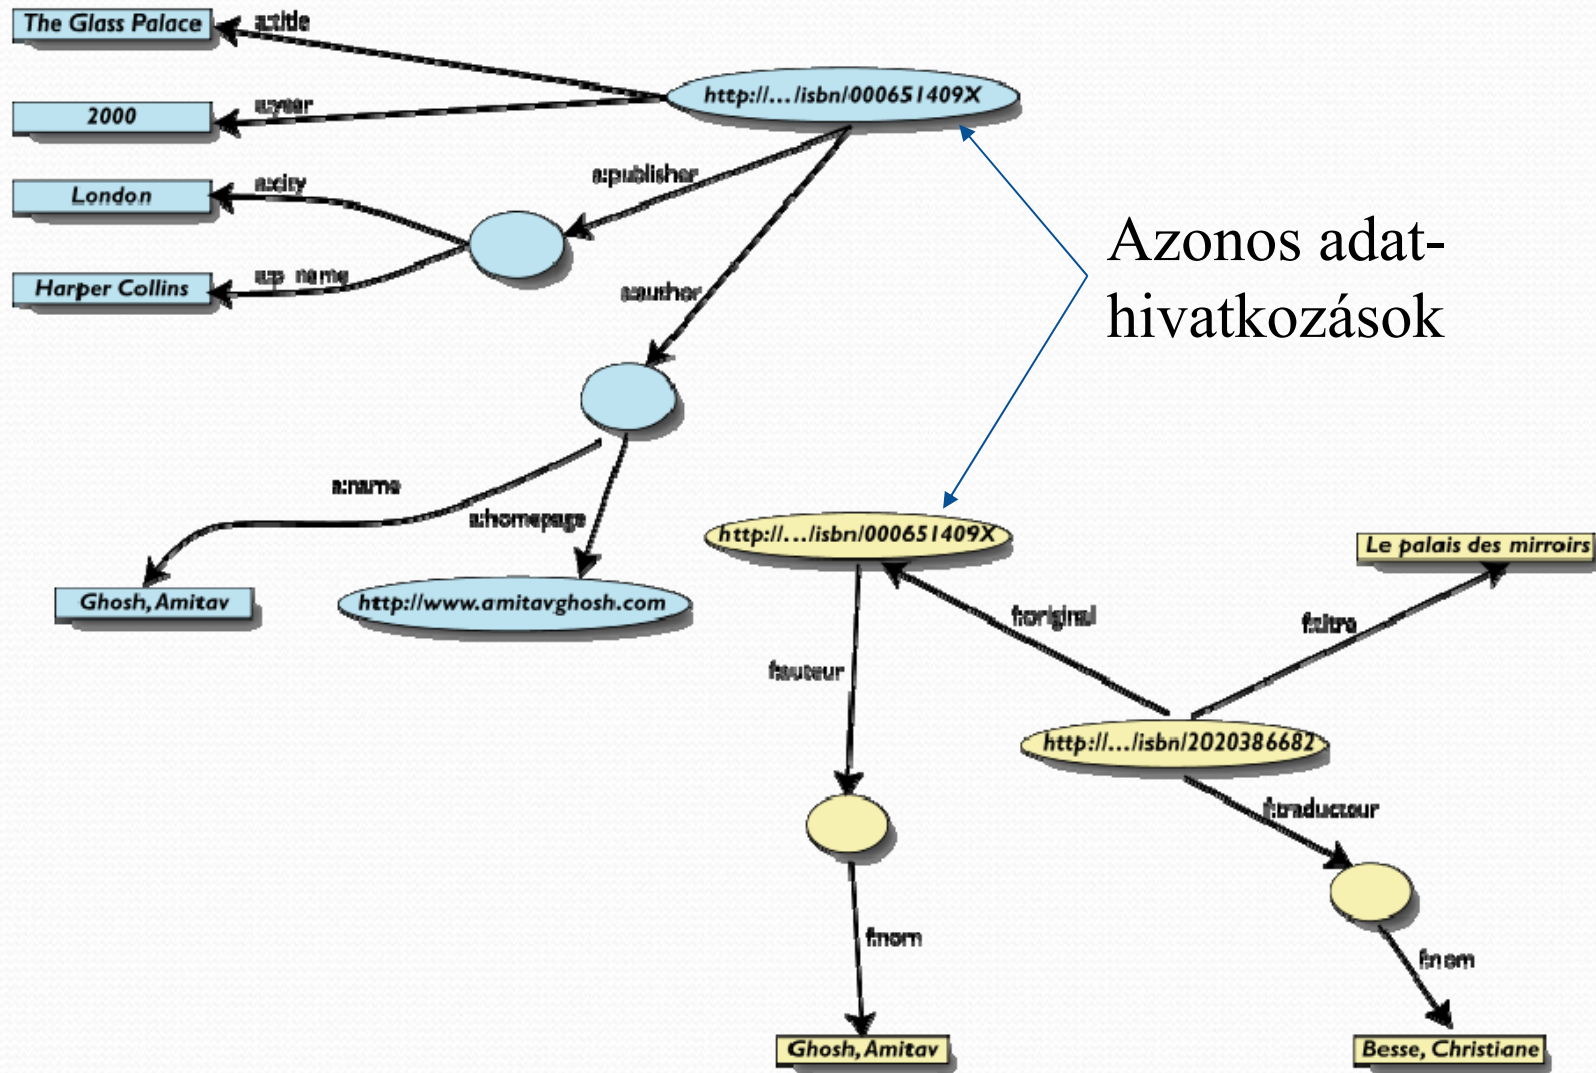 The Glass Palace
a:title
http://.../isbn/000651409X
2000
a:year
London
a:city
a:publisher
Harper Collins
a:p_name
a:author
Azonos adat-
hivatkozások
a:name
a:homepage
Ghosh, Amitav
http://www.amitavghosh.com
http://.../isbn/000651409X
Le palais des mirroirs
f:original
f:titre
f:auteur
http://.../isbn/2020386682
f:traducteur
f:nom
f:nom
Ghosh, Amitav
Besse, Christiane